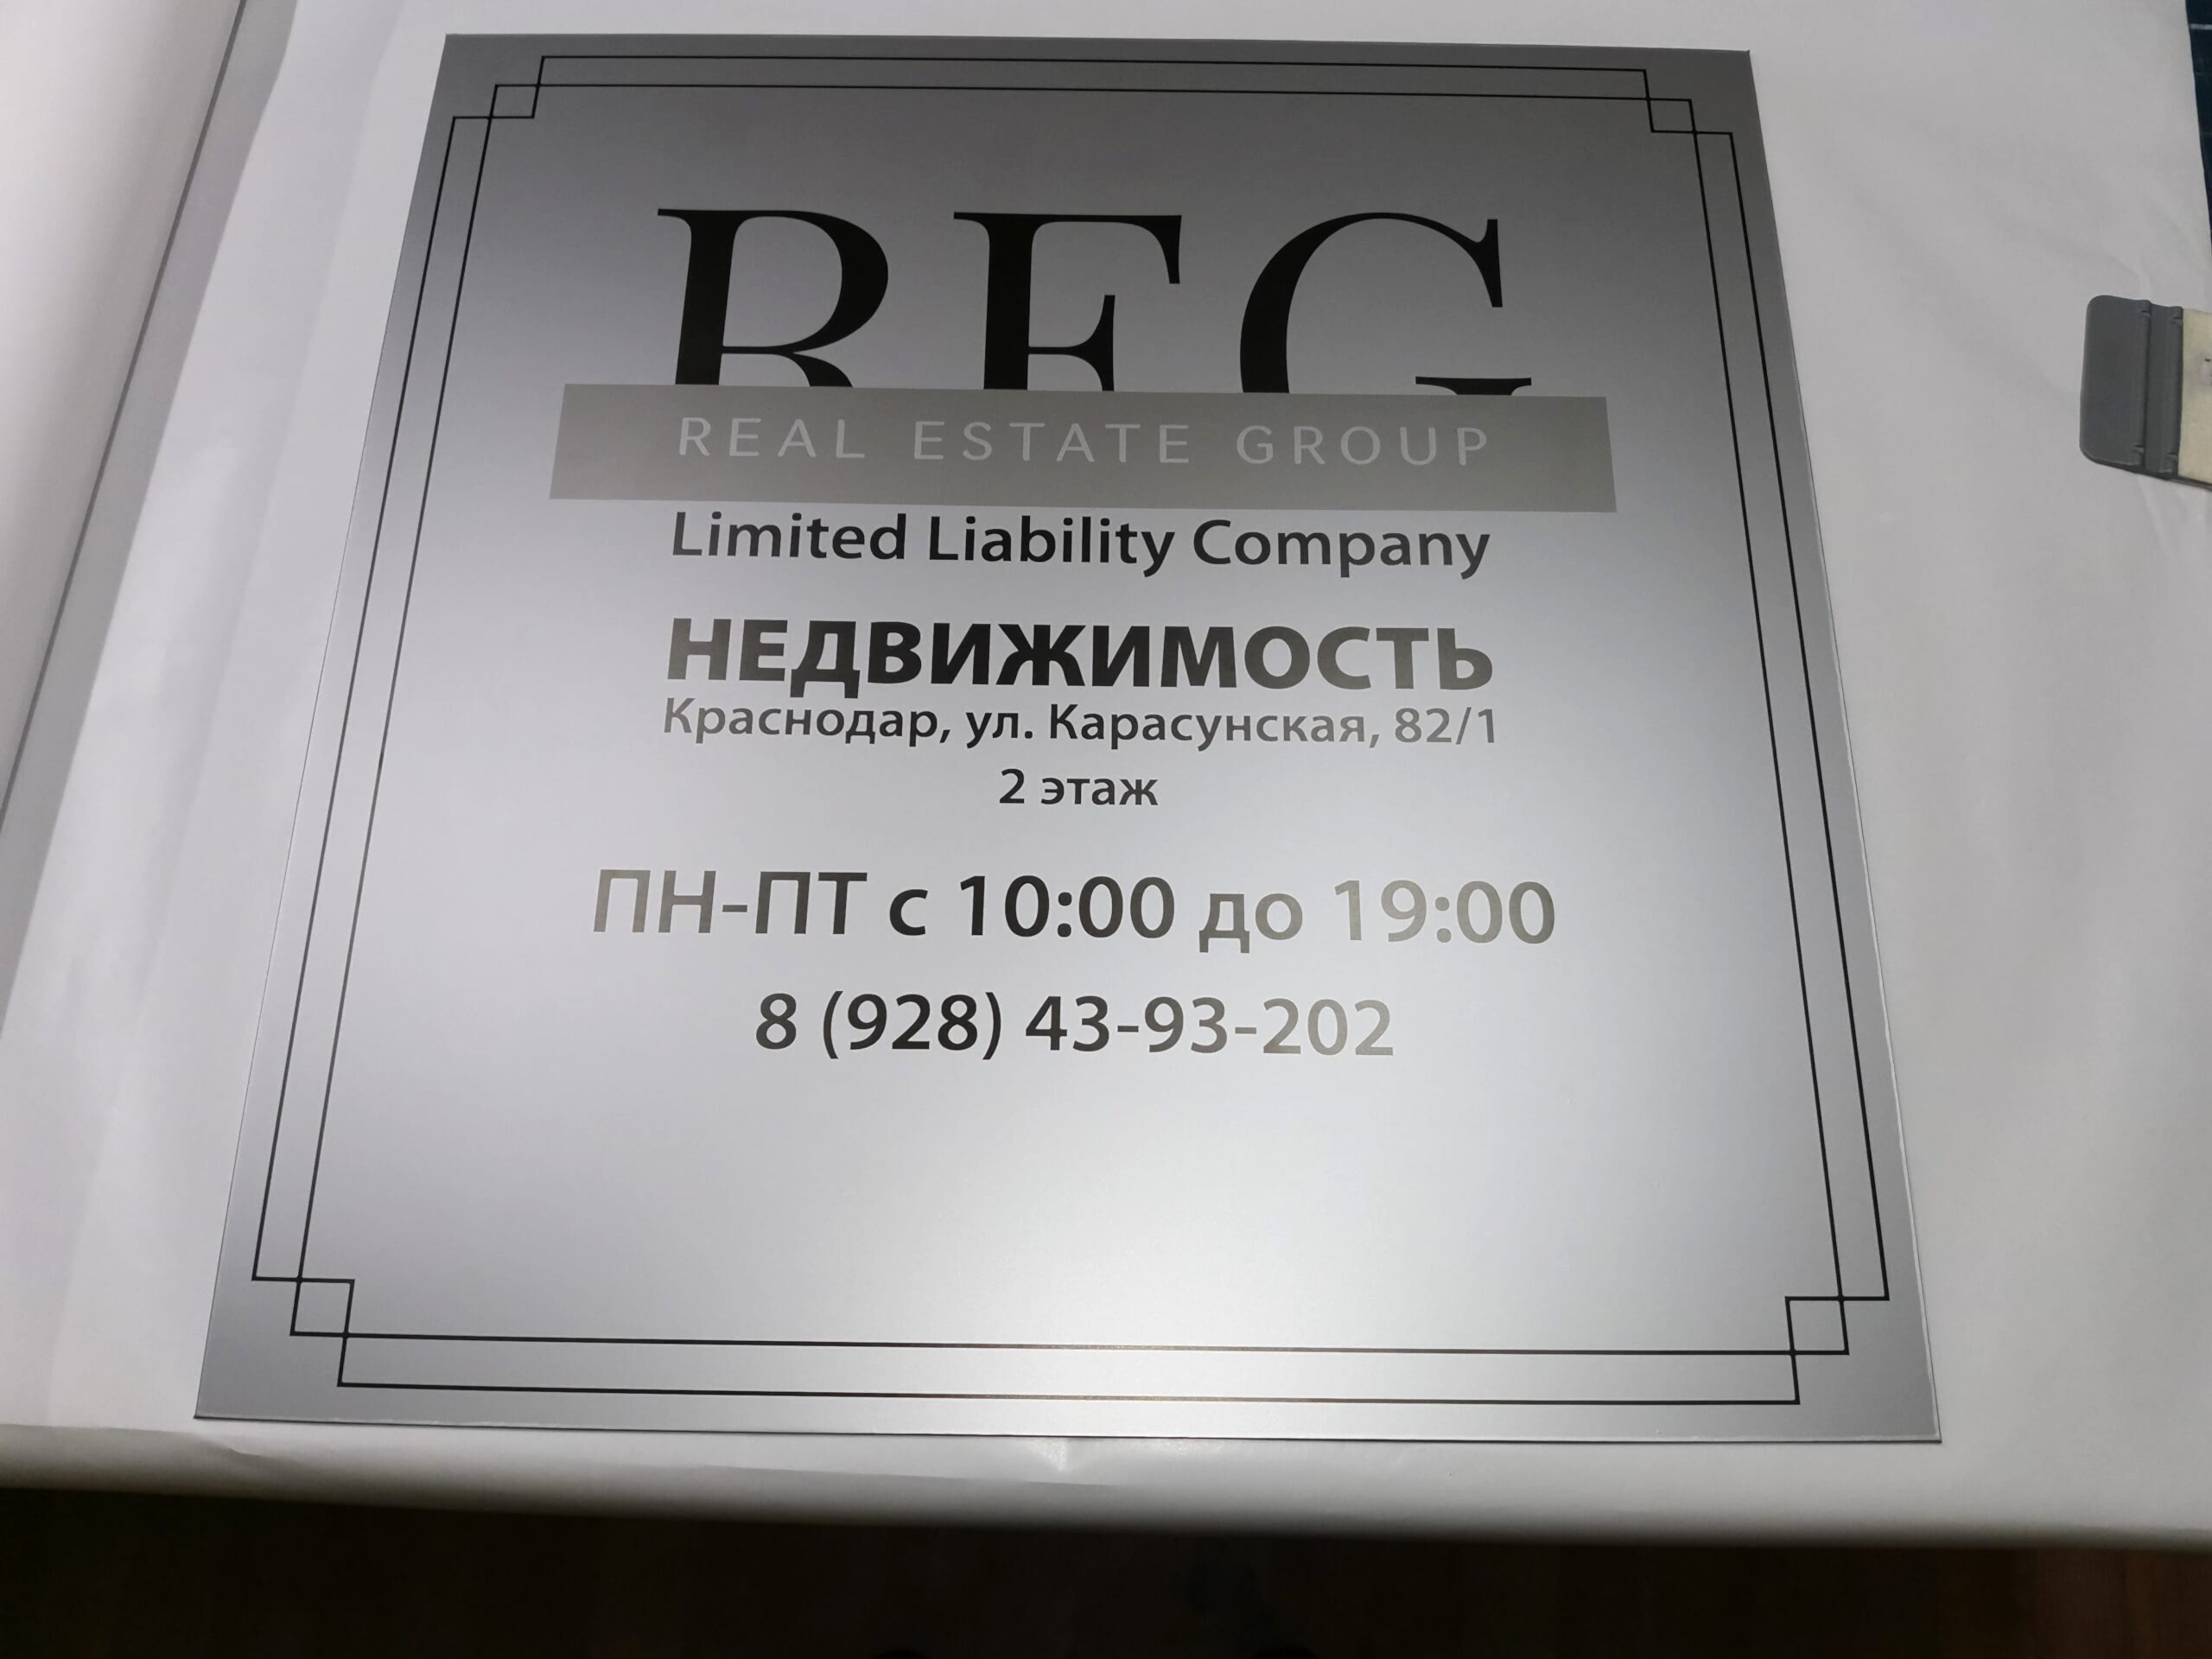 REG
REAL ESTATE GROUP
Limited Liability Company
НЕДВИЖИМОСТЬ
Краснодар, ул. Карасунская, 82/1
2 этаж
ПН-ПТ с 10:00 до 19:00
8 (928) 43-93-202